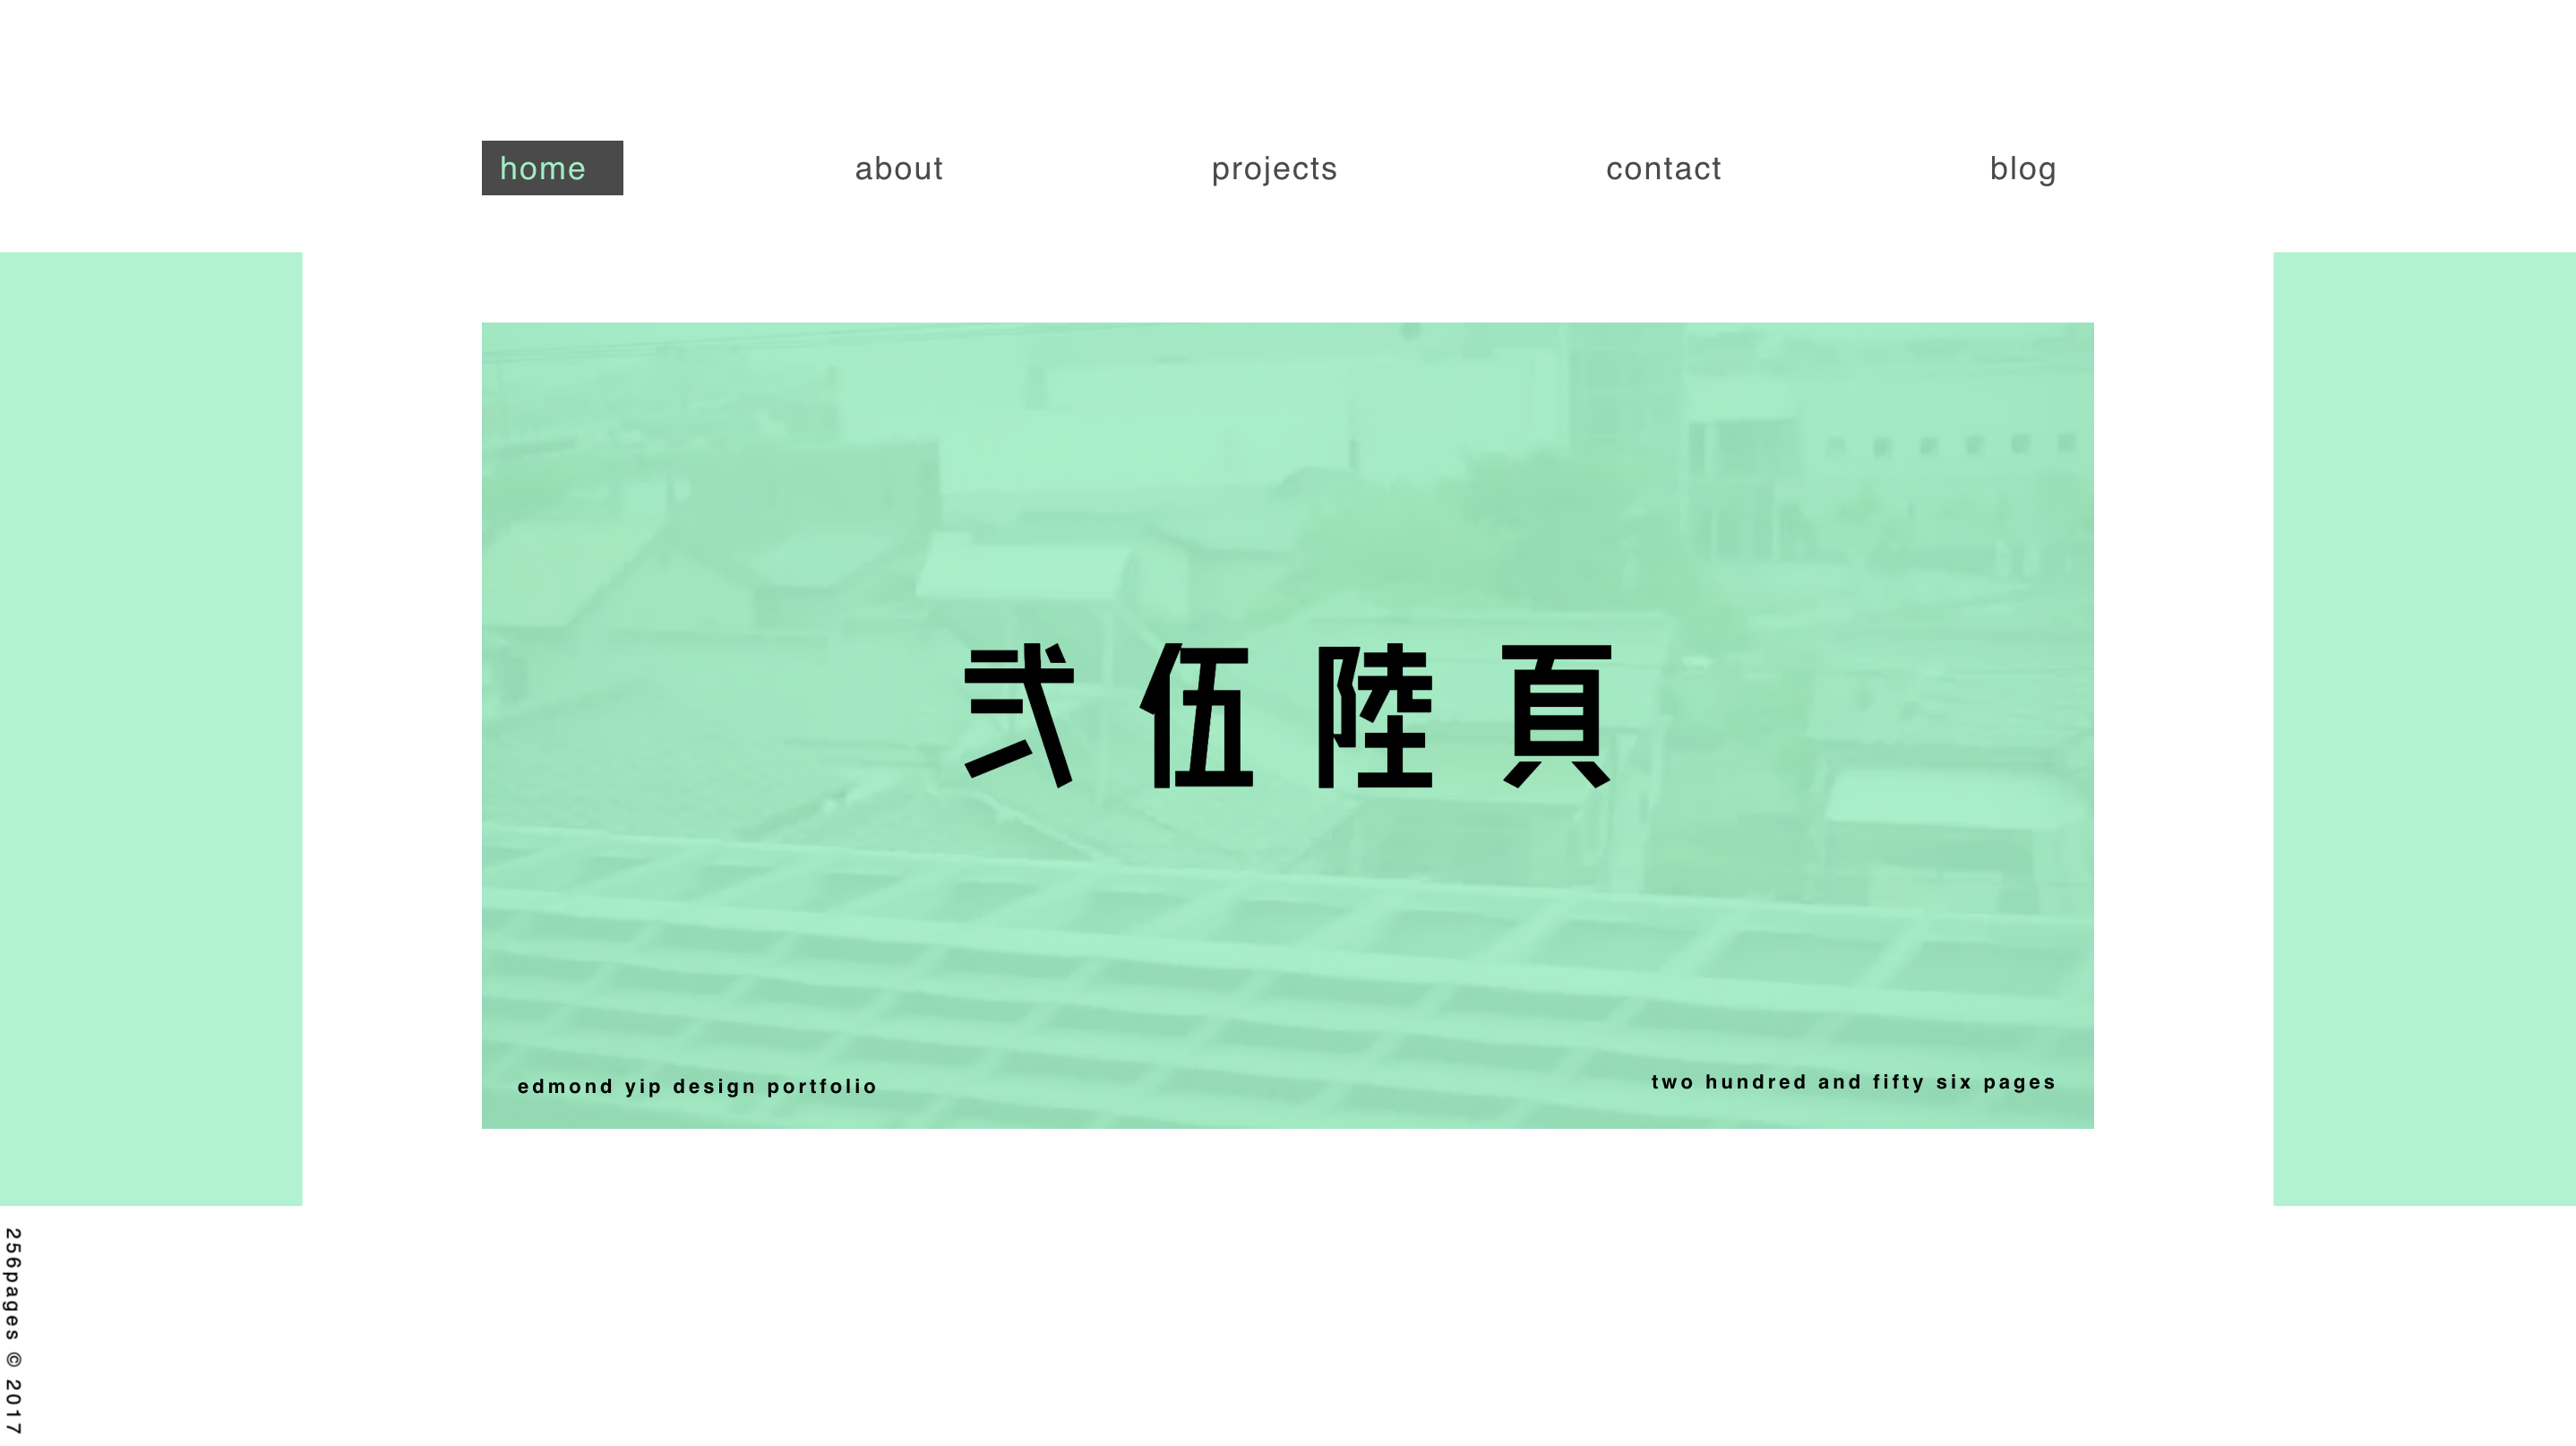 home
about
projects
contact
blog
弐伍陸頁
edmond yip design portfolio
two hundred and fifty six pages
256pages © 2017